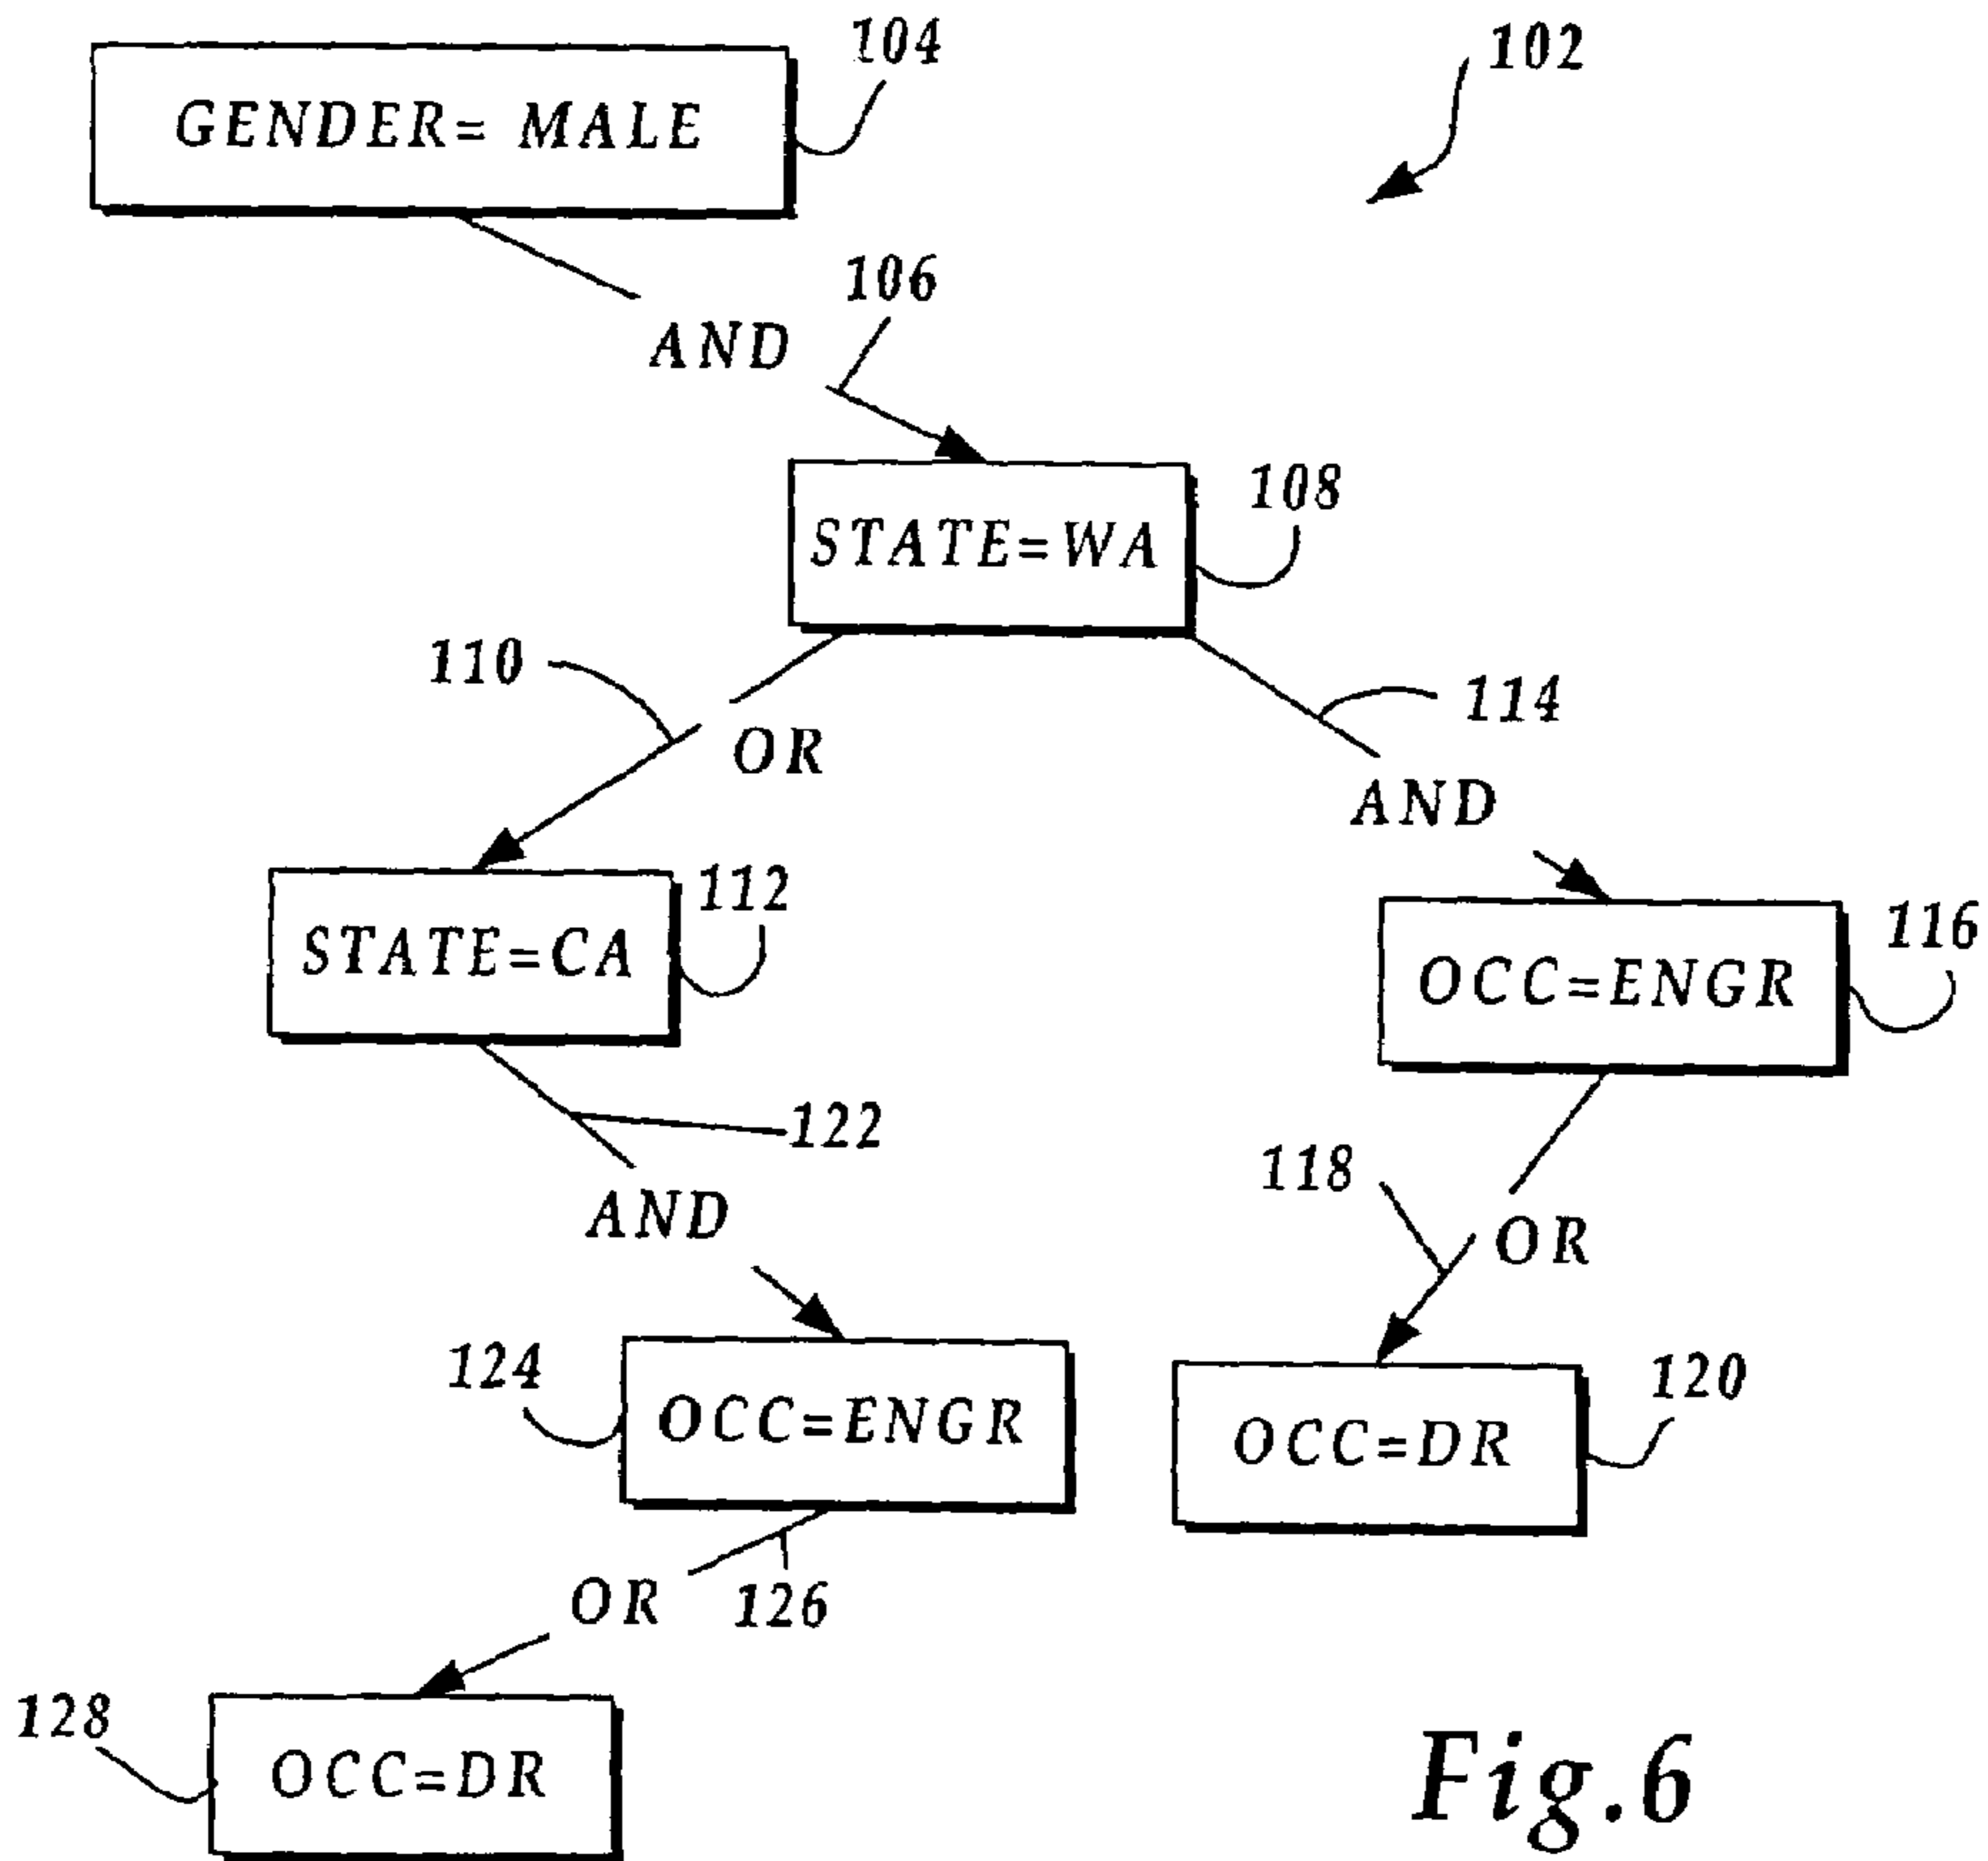 104
102
GENDER= MALE
106
AND
108
STATE=WA
110
114
OR
AND
112
116
STATE=CA
OCC=ENGR
122
118
AND
OR
124
120
OCC=ENGR
OCC=DR
OR
126
128
OCC=DR
Fig.6